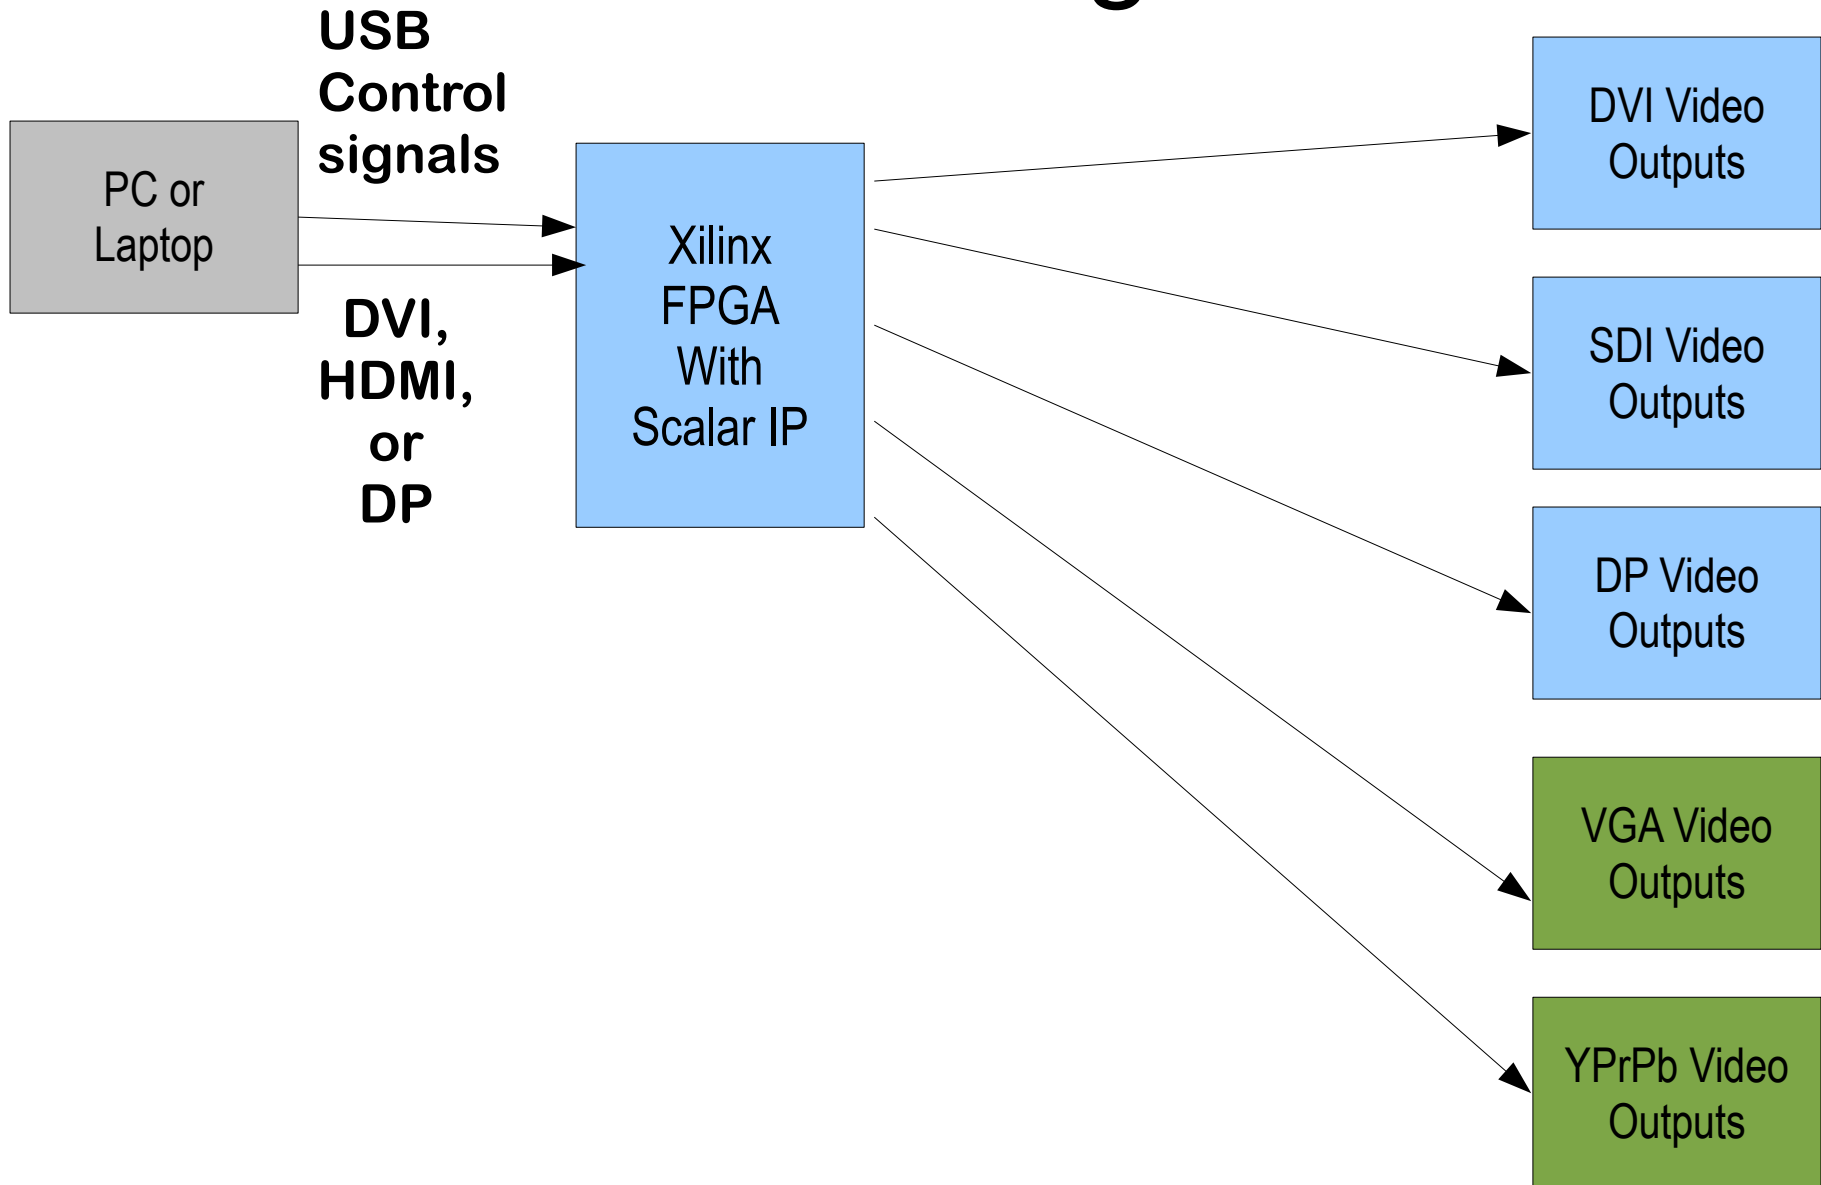 USB
Control
signals
PC or
Laptop
DVI,
HDMI,
or
DP
Xilinx
FPGA
With
Scalar IP
DVI Video
Outputs
SDI Video
Outputs
DP Video
Outputs
VGA Video
Outputs
YPrPb Video
Outputs